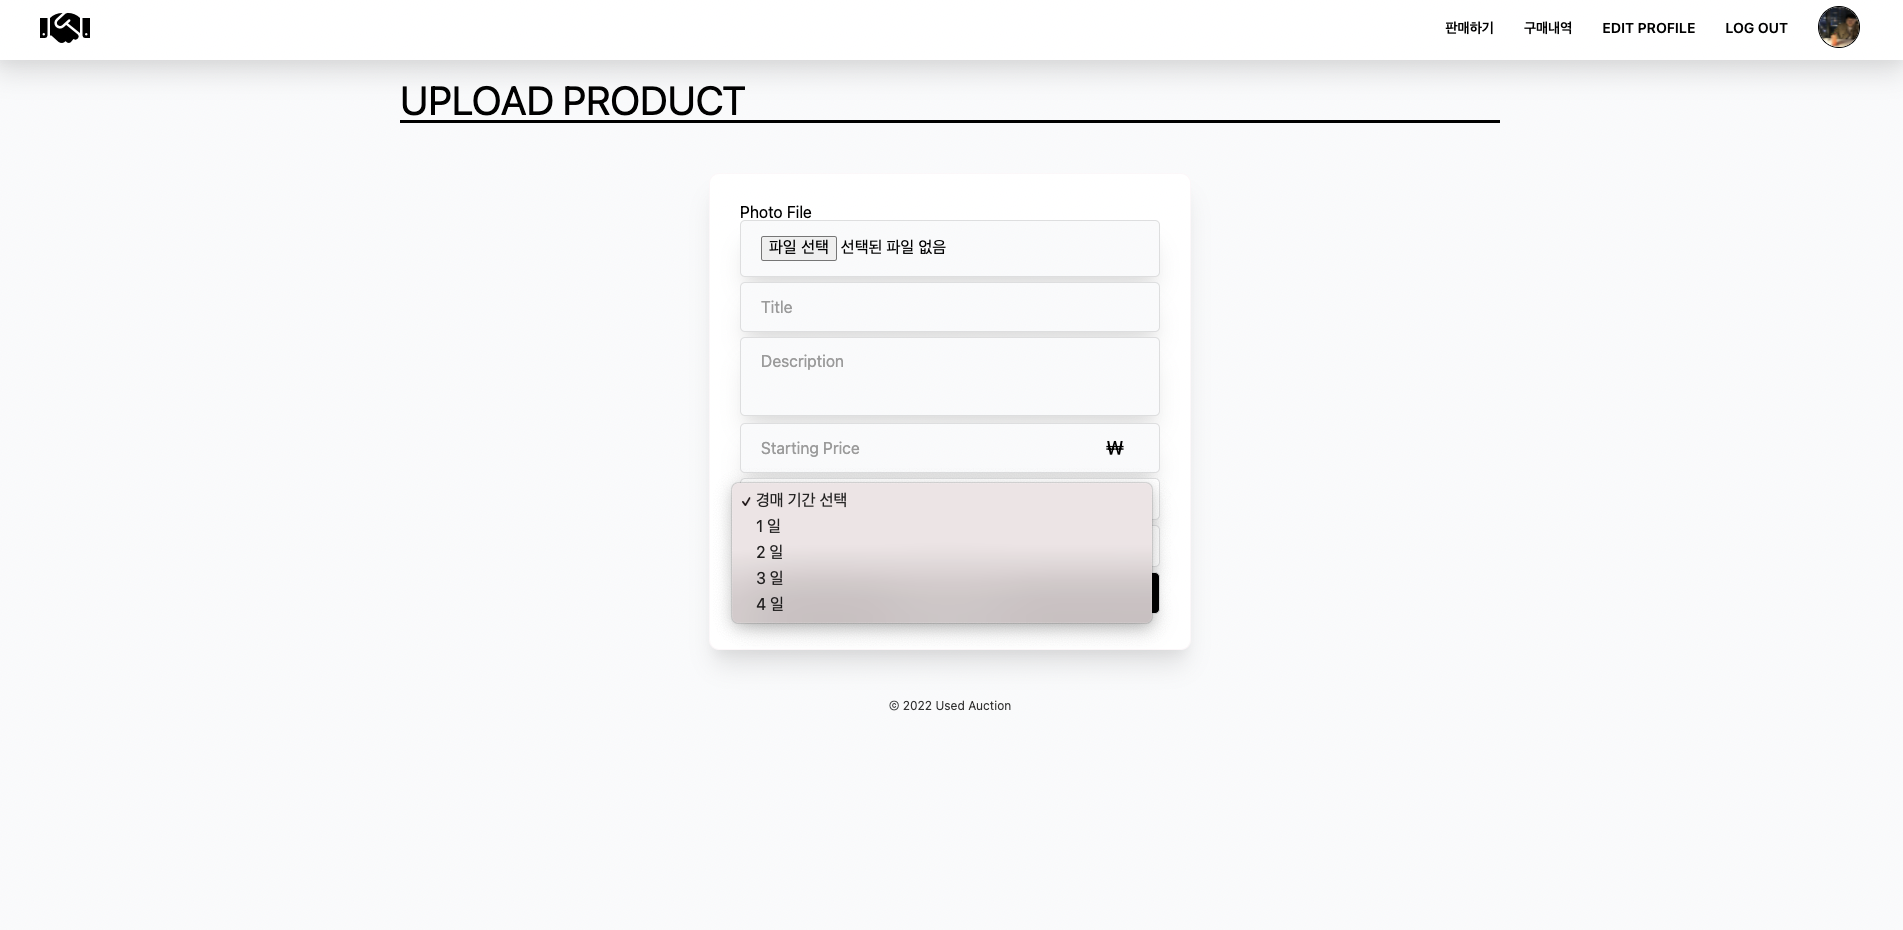 판매하기 구매내역 EDIT PROFILE LOG OUT
UPLOAD PRODUCT
Photo File
파일 선택 선택된 파일 없음
Title
Description
Starting Price ₩
✓ 경매 기간 선택
1 일
2 일
3 일
4 일
© 2022 Used Auction